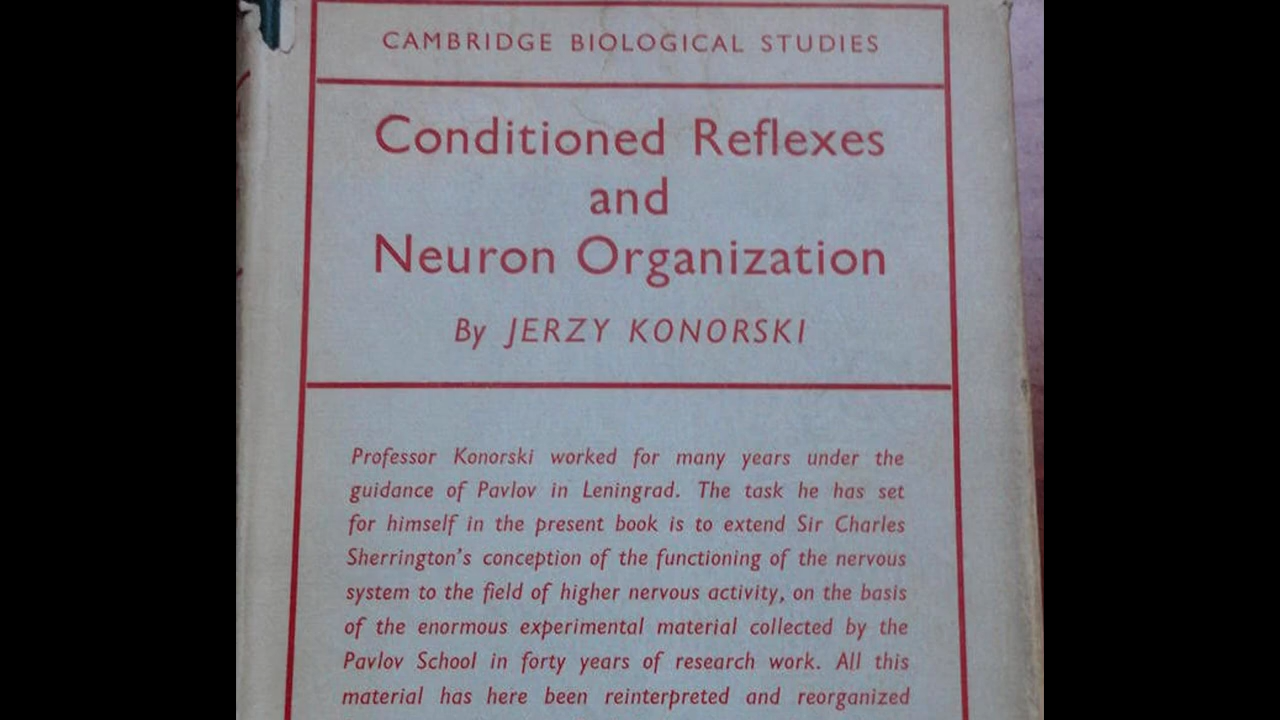 CAMBRIDGE BIOLOGICAL STUDIES
Conditioned Reflexes
and
Neuron Organization
By JERZY KONORSKI
Professor Konorski worked for many years under the
guidance of Pavlov in Leningrad. The task he has set
for himself in the present book is to extend Sir Charles
Sherrington's conception of the functioning of the nervous
system to the field of higher nervous activity, on the basis
of the enormous experimental material collected by the
Pavlov School in forty years of research work. All this
material has here been reinterpreted and reorganized